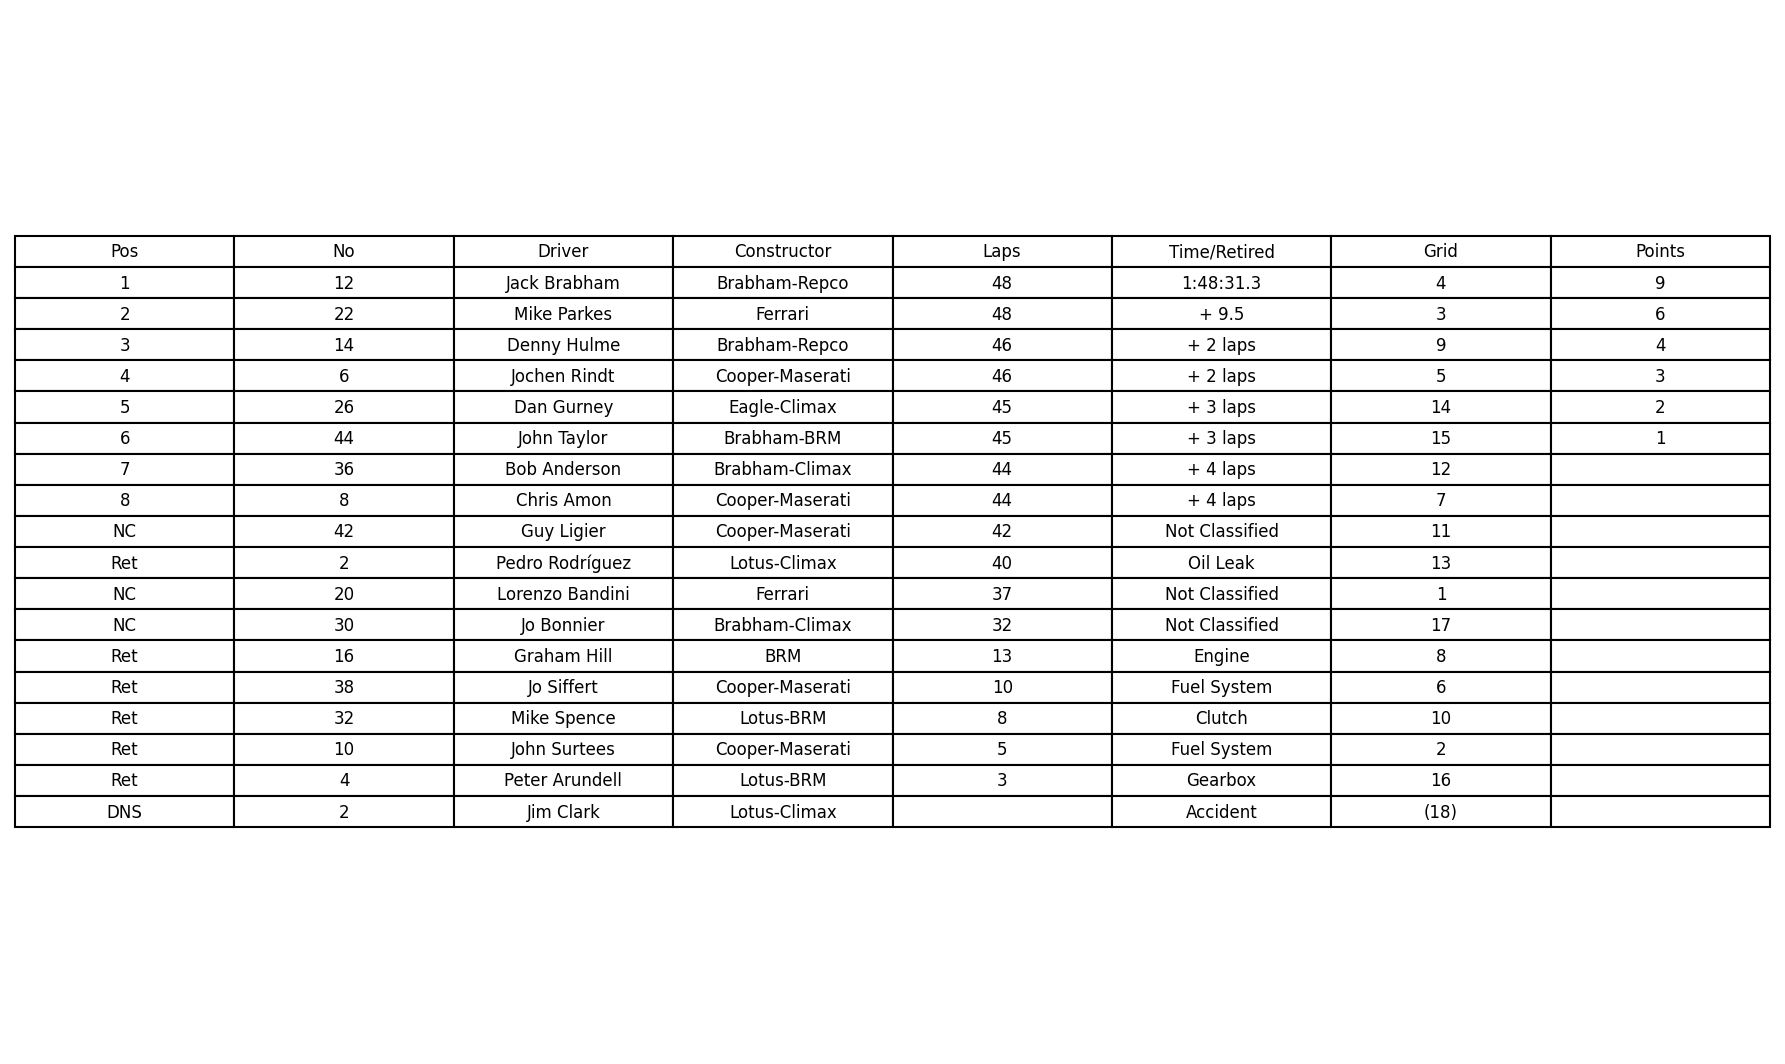 Pos No Driver Constructor Laps Time/Retired Grid Points
1 12 Jack Brabham Brabham-Repco 48 1:48:31.3 4 9
2 22 Mike Parkes Ferrari 48 + 9.5 3 6
3 14 Denny Hulme Brabham-Repco 46 + 2 laps 9 4
4 6 Jochen Rindt Cooper-Maserati 46 + 2 laps 5 3
5 26 Dan Gurney Eagle-Climax 45 + 3 laps 14 2
6 44 John Taylor Brabham-BRM 45 + 3 laps 15 1
7 36 Bob Anderson Brabham-Climax 44 + 4 laps 12
8 8 Chris Amon Cooper-Maserati 44 + 4 laps 7
NC 42 Guy Ligier Cooper-Maserati 42 Not Classified 11
Ret 2 Pedro Rodríguez Lotus-Climax 40 Oil Leak 13
NC 20 Lorenzo Bandini Ferrari 37 Not Classified 1
NC 30 Jo Bonnier Brabham-Climax 32 Not Classified 17
Ret 16 Graham Hill BRM 13 Engine 8
Ret 38 Jo Siffert Cooper-Maserati 10 Fuel System 6
Ret 32 Mike Spence Lotus-BRM 8 Clutch 10
Ret 10 John Surtees Cooper-Maserati 5 Fuel System 2
Ret 4 Peter Arundell Lotus-BRM 3 Gearbox 16
DNS 2 Jim Clark Lotus-Climax Accident (18)